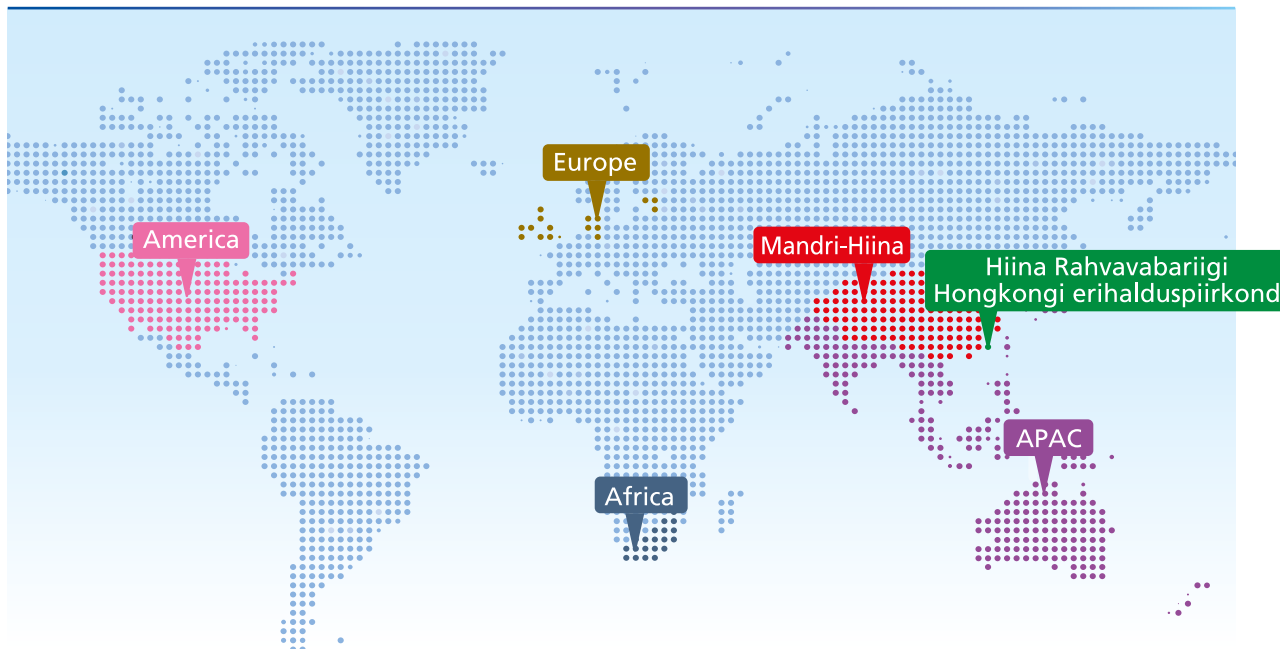 Europe
America
Mandri-Hiina
Hiina Rahvavabariigi
Hongkongi erihalduspiirkond
APAC
Africa